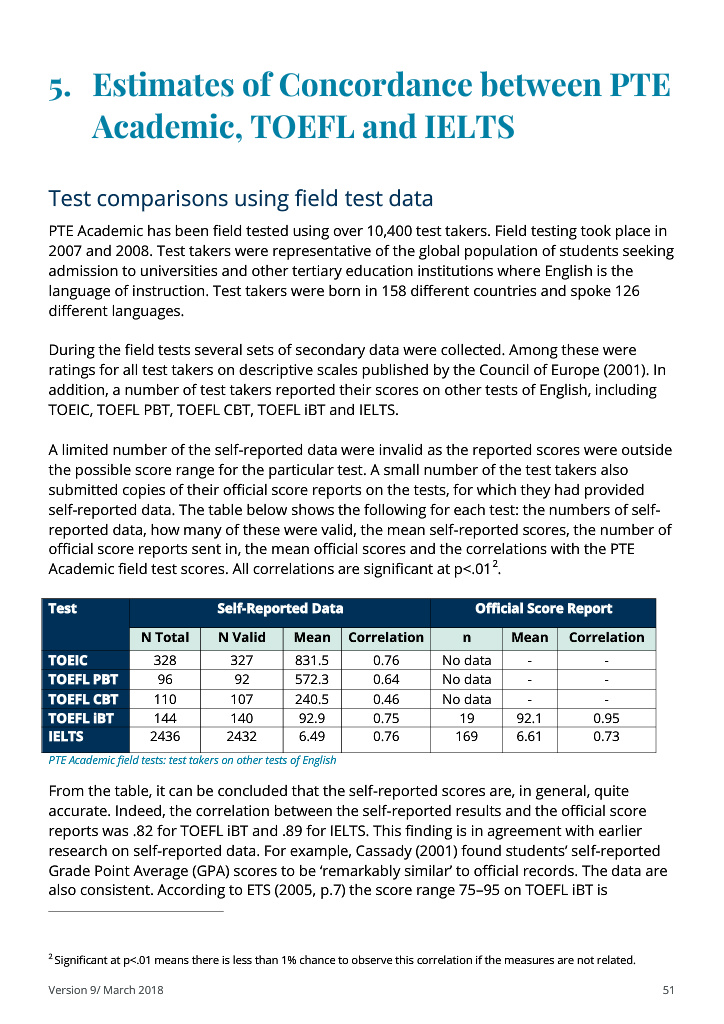 5. Estimates of Concordance between PTE
Academic, TOEFL and IELTS
Test comparisons using field test data
PTE Academic has been field tested using over 10,400 test takers. Field testing took place in
2007 and 2008. Test takers were representative of the global population of students seeking
admission to universities and other tertiary education institutions where English is the
language of instruction. Test takers were born in 158 different countries and spoke 126
different languages.
During the field tests several sets of secondary data were collected. Among these were
ratings for all test takers on descriptive scales published by the Council of Europe (2001). In
addition, a number of test takers reported their scores on other tests of English, including
TOEIC, TOEFL PBT, TOEFL CBT, TOEFL iBT and IELTS.
A limited number of the self-reported data were invalid as the reported scores were outside
the possible score range for the particular test. A small number of the test takers also
submitted copies of their official score reports on the tests, for which they had provided
self-reported data. The table below shows the following for each test: the numbers of self-
reported data, how many of these were valid, the mean self-reported scores, the number of
official score reports sent in, the mean official scores and the correlations with the PTE
Academic field test scores. All correlations are significant at p<.01².
Test Self-Reported Data Official Score Report
N Total N Valid Mean Correlation n Mean Correlation
TOEIC 328 327 831.5 0.76 No data - -
TOEFL PBT 96 92 572.3 0.64 No data - -
TOEFL CBT 110 107 240.5 0.46 No data - -
TOEFL iBT 144 140 92.9 0.75 19 92.1 0.95
IELTS 2436 2432 6.49 0.76 169 6.61 0.73
PTE Academic field tests: test takers on other tests of English
From the table, it can be concluded that the self-reported scores are, in general, quite
accurate. Indeed, the correlation between the self-reported results and the official score
reports was .82 for TOEFL iBT and .89 for IELTS. This finding is in agreement with earlier
research on self-reported data. For example, Cassady (2001) found students' self-reported
Grade Point Average (GPA) scores to be 'remarkably similar' to official records. The data are
also consistent. According to ETS (2005, p.7) the score range 75–95 on TOEFL iBT is
² Significant at p<.01 means there is less than 1% chance to observe this correlation if the measures are not related.
Version 9/ March 2018 51